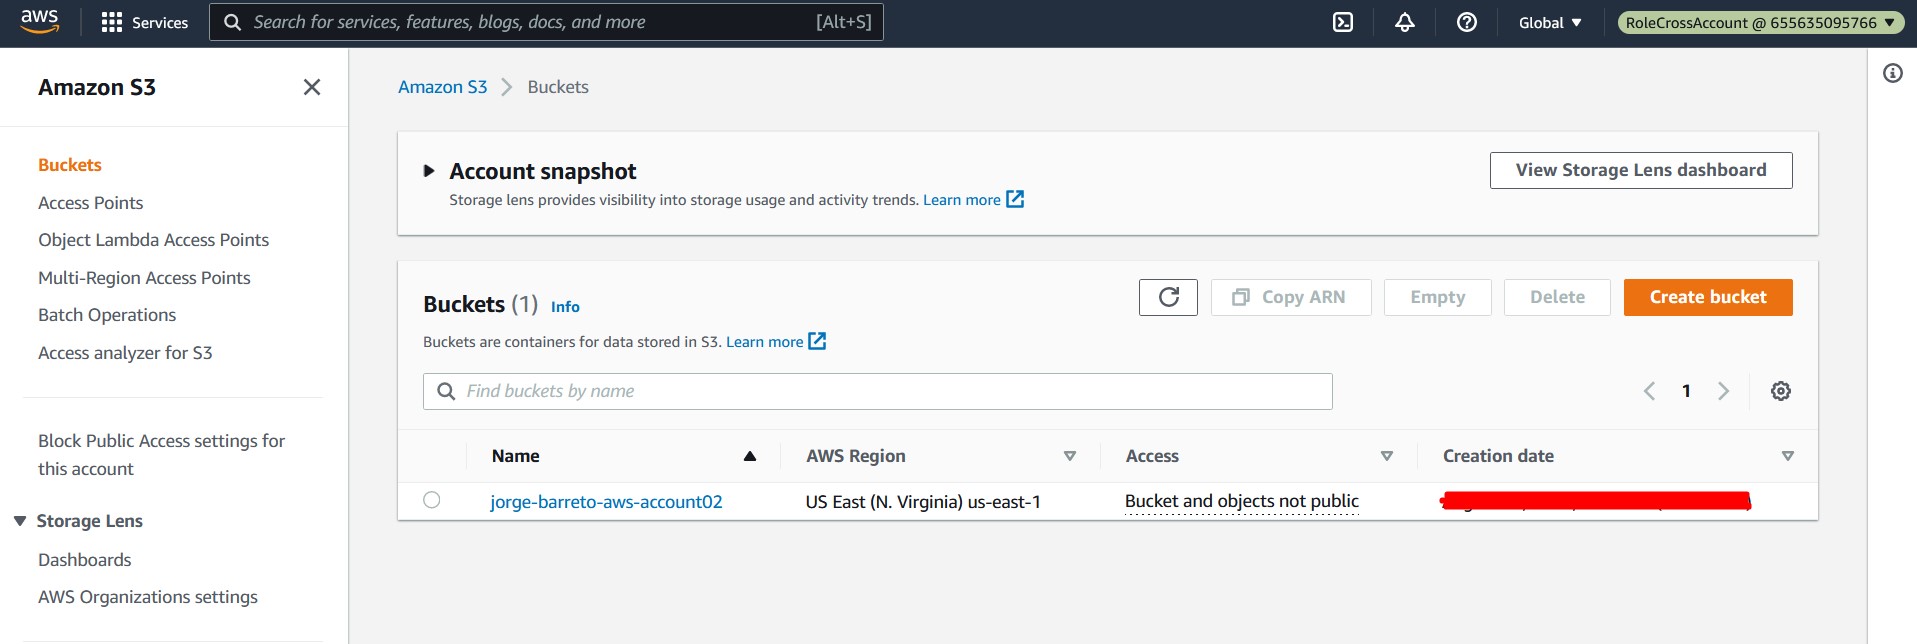 aws
Services
Search for services, features, blogs, docs, and more
[Alt+S]
Global
RoleCrossAccount @ 655635095766
Amazon S3
Buckets
Access Points
Object Lambda Access Points
Multi-Region Access Points
Batch Operations
Access analyzer for S3
Block Public Access settings for
this account
Storage Lens
Dashboards
AWS Organizations settings
Amazon S3 Buckets
Account snapshot
Storage lens provides visibility into storage usage and activity trends. Learn more
View Storage Lens dashboard
Buckets (1) Info
Buckets are containers for data stored in S3. Learn more
Copy ARN
Empty
Delete
Create bucket
Find buckets by name
1
Name AWS Region Access Creation date
jorge-barreto-aws-account02 US East (N. Virginia) us-east-1 Bucket and objects not public